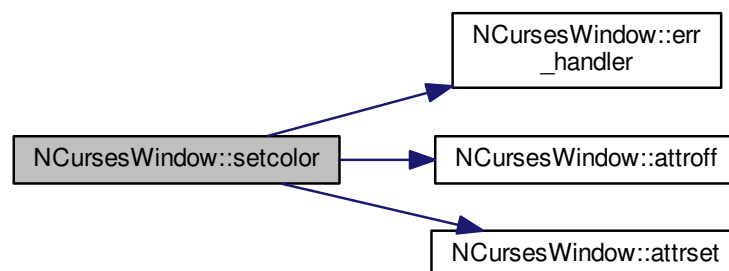 NCursesWindow::err
_handler
NCursesWindow::setcolor
NCursesWindow::attroff
NCursesWindow::attrset